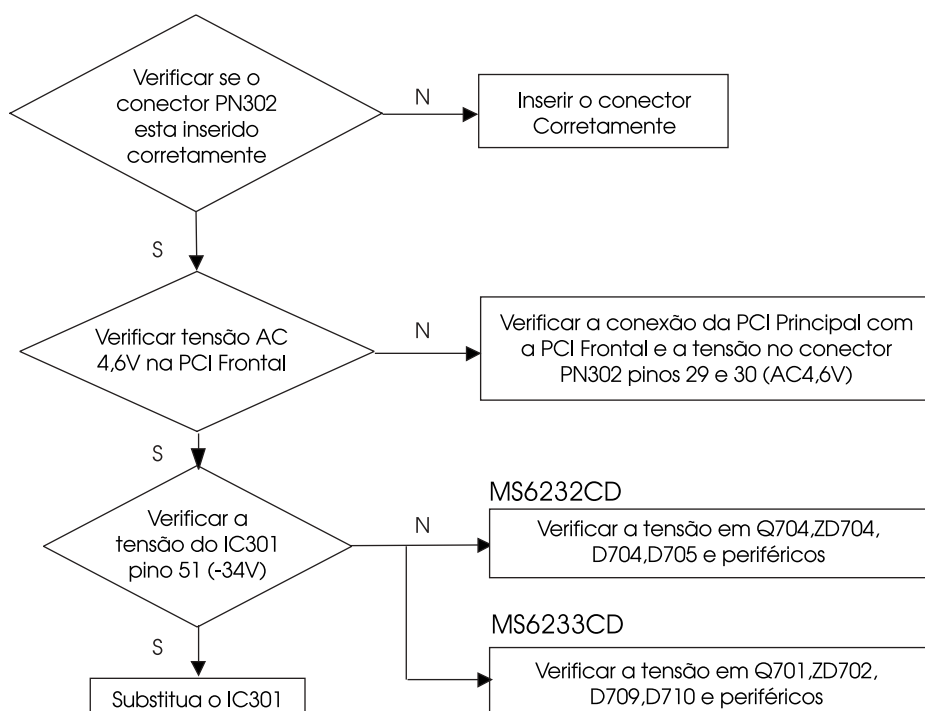 Verificar se o
conector PN302
esta inserido
corretamente
N
Inserir o conector
Corretamente
S
Verificar tensão AC
4,6V na PCI Frontal
N
Verificar a conexão da PCI Principal com
a PCI Frontal e a tensão no conector
PN302 pinos 29 e 30 (AC4,6V)
S
Verificar a
tensão do IC301
pino 51 (-34V)
N
MS6232CD
Verificar a tensão em Q704,ZD704,
D704,D705 e periféricos
MS6233CD
Verificar a tensão em Q701,ZD702,
D709,D710 e periféricos
S
Substitua o IC301